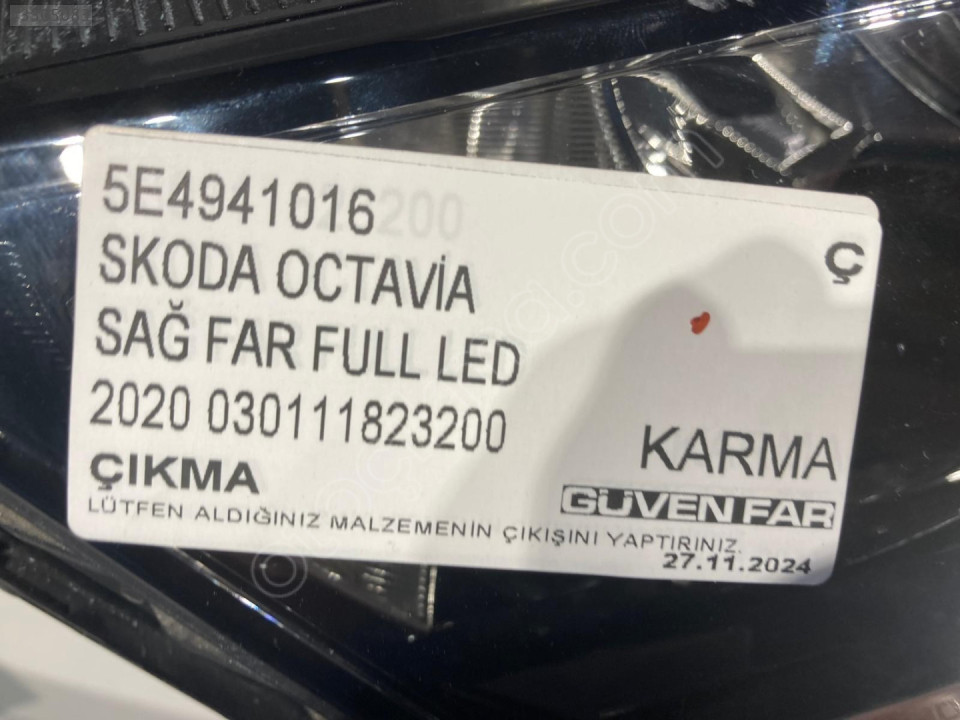 5E4941016
SKODA OCTAVİA
SAĞ FAR FULL LED
2020 030111823200
Ç
KARMA
ÇIKMA
GÜVEN FAR
LÜTFEN ALDIĞINIZ MALZEMENİN ÇIKIŞINI YAPTIRINIZ.
27.11.2024